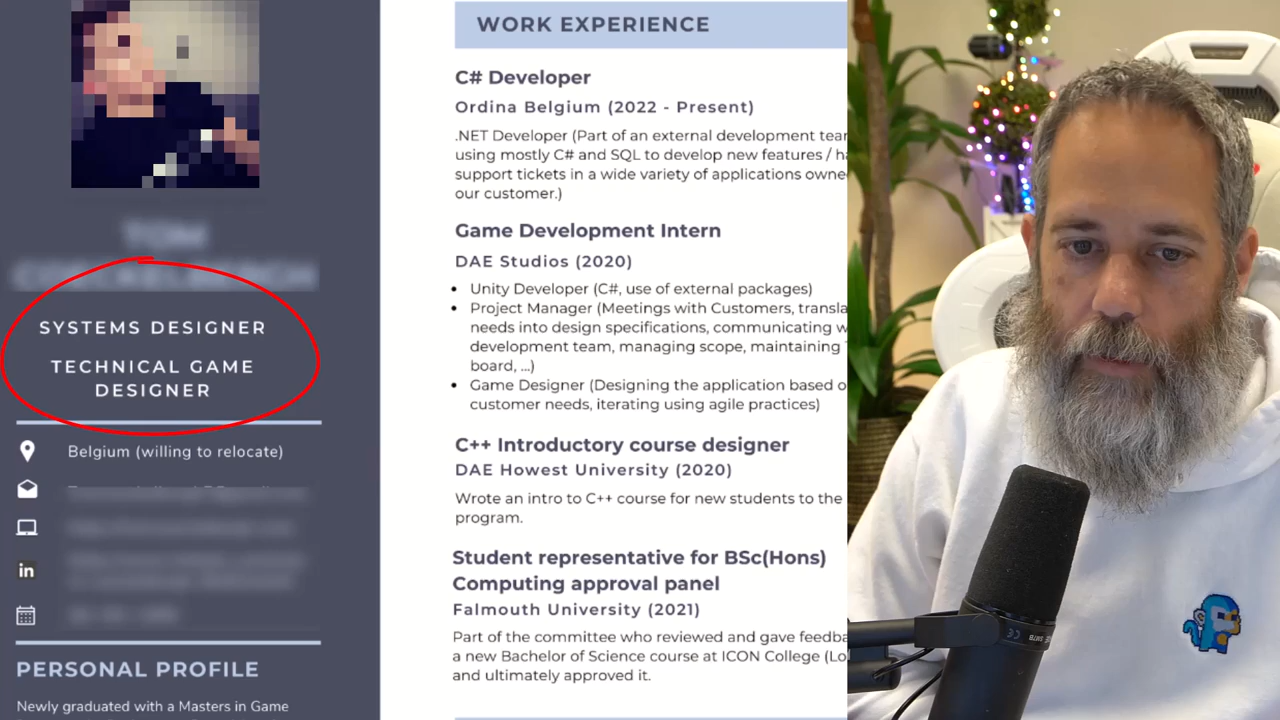 SYSTEMS DESIGNER
TECHNICAL GAME
DESIGNER
Belgium (willing to relocate)
in
PERSONAL PROFILE
Newly graduated with a Masters in Game
WORK EXPERIENCE
C# Developer
Ordina Belgium (2022 - Present)
.NET Developer (Part of an external development
using mostly C# and SQL to develop new features /
support tickets in a wide variety of applications
our customer.)
Game Development Intern
DAE Studios (2020)
• Unity Developer (C#, use of external packages)
• Project Manager (Meetings with Customers,
needs into design specifications, communicating
development team, managing scope, maintaining
board, ...)
• Game Designer (Designing the application based
customer needs, iterating using agile practices)
C++ Introductory course designer
DAE Howest University (2020)
Wrote an intro to C++ course for new students to the
program.
Student representative for BSc(Hons)
Computing approval panel
Falmouth University (2021)
Part of the committee who reviewed and gave
a new Bachelor of Science course at ICON College
and ultimately approved it.
SM7B